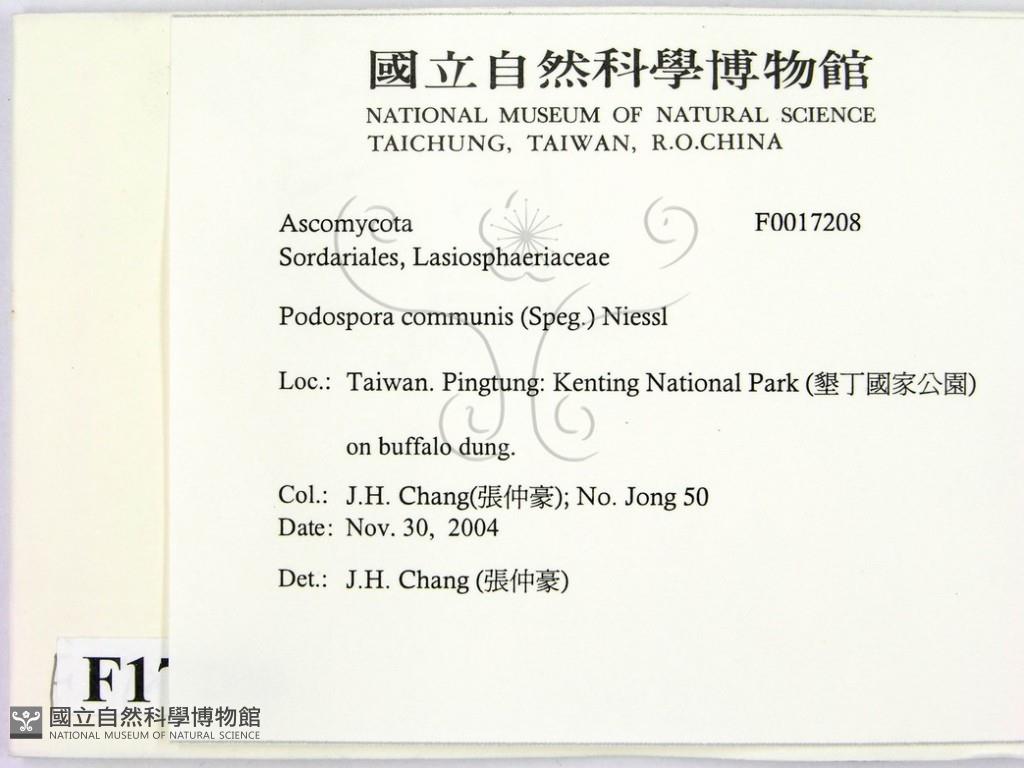 國立自然科學博物館
NATIONAL MUSEUM OF NATURAL SCIENCE
TAICHUNG, TAIWAN, R.O.CHINA
Ascomycota F0017208
Sordariales, Lasiosphaeriaceae
Podospora communis (Speg.) Niessl
Loc.: Taiwan. Pingtung: Kenting National Park (墾丁國家公園)
on buffalo dung.
Col.: J.H. Chang(張仲豪); No. Jong 50
Date: Nov. 30, 2004
Det.: J.H. Chang (張仲豪)
F17
國立自然科學博物館
NATIONAL MUSEUM OF NATURAL SCIENCE